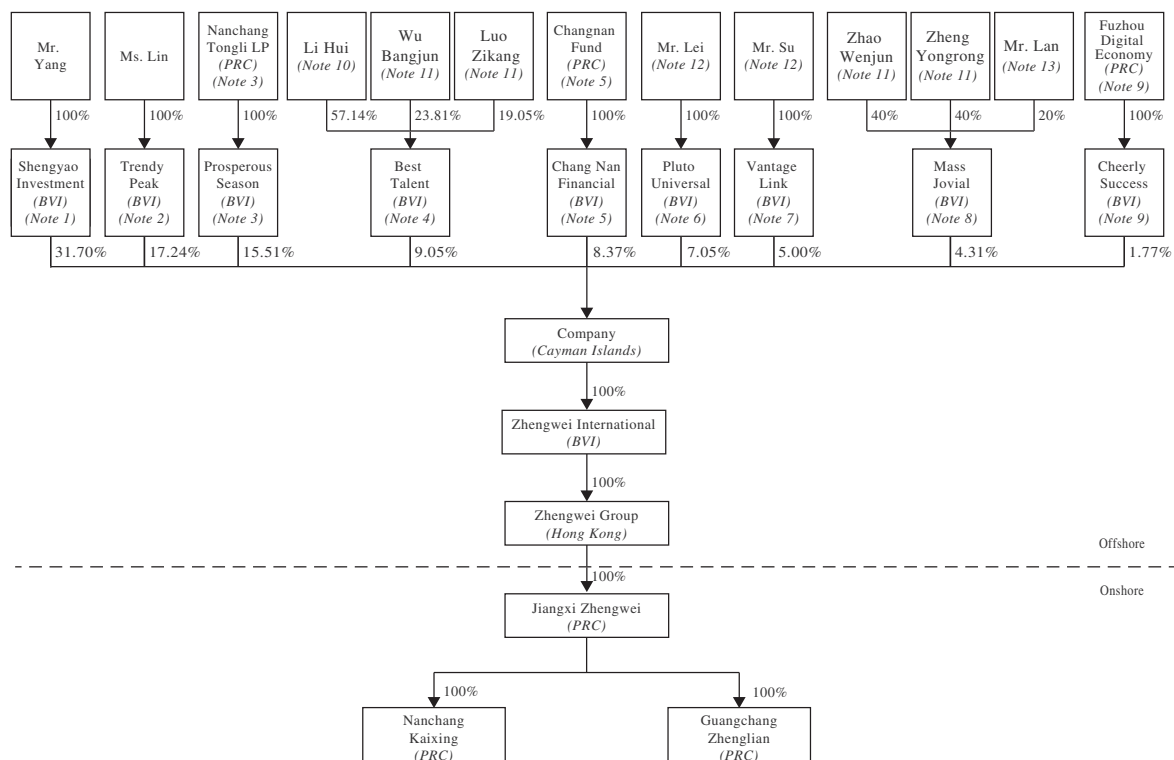 Mr.
Yang
Ms. Lin
Nanchang
Tongli LP
(PRC)
(Note 3)
Li Hui
(Note 10)
Wu
Bangjun
(Note 11)
Luo
Zikang
(Note 11)
Changnan
Fund
(PRC)
(Note 5)
Mr. Lei
(Note 12)
Mr. Su
(Note 12)
Zhao
Wenjun
(Note 11)
Zheng
Yongrong
(Note 11)
Mr. Lan
(Note 13)
Fuzhou
Digital
Economy
(PRC)
(Note 9)
100%
100%
100%
57.14%
23.81%
19.05%
100%
100%
100%
40%
40%
20%
100%
Shengyao
Investment
(BVI)
(Note 1)
Trendy
Peak
(BVI)
(Note 2)
Prosperous
Season
(BVI)
(Note 3)
Best
Talent
(BVI)
(Note 4)
Chang Nan
Financial
(BVI)
(Note 5)
Pluto
Universal
(BVI)
(Note 6)
Vantage
Link
(BVI)
(Note 7)
Mass
Jovial
(BVI)
(Note 8)
Cheerly
Success
(BVI)
(Note 9)
31.70%
17.24%
15.51%
9.05%
8.37%
7.05%
5.00%
4.31%
1.77%
Company
(Cayman Islands)
100%
Zhengwei International
(BVI)
100%
Zhengwei Group
(Hong Kong)
Offshore
100%
Onshore
Jiangxi Zhengwei
(PRC)
100%
100%
Nanchang
Kaixing
(PRC)
Guangchang
Zhenglian
(PRC)